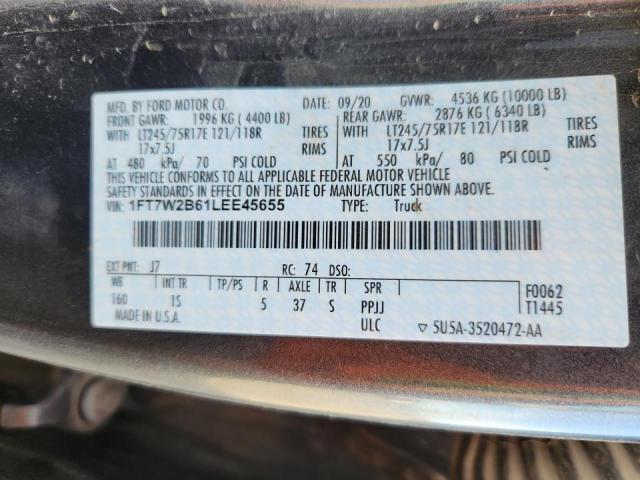 MFD. BY FORD MOTOR CO.
DATE: 09/20 GVWR: 4536 KG (10000 LB)
FRONT GAWR: 1996 KG (4400 LB) REAR GAWR: 2876 KG (6340 LB)
WITH LT245/75R17E 121/118R TIRES WITH LT245/75R17E 121/118R TIRES
17x7.5J RIMS 17x7.5J RIMS
AT 480 kPa/ 70 PSI COLD AT 550 kPa/ 80 PSI COLD
THIS VEHICLE CONFORMS TO ALL APPLICABLE FEDERAL MOTOR VEHICLE
SAFETY STANDARDS IN EFFECT ON THE DATE OF MANUFACTURE SHOWN ABOVE.
VIN: 1FT7W2B61LEE45655 TYPE: Truck
EXT PNT: J7 RC: 74 DSO:
WB INT TR TP/PS R AXLE TR SPR
160 1S 5 37 S PPJJ
MADE IN U.S.A. ULC
F0062
T1445
5U5A-3520472-AA